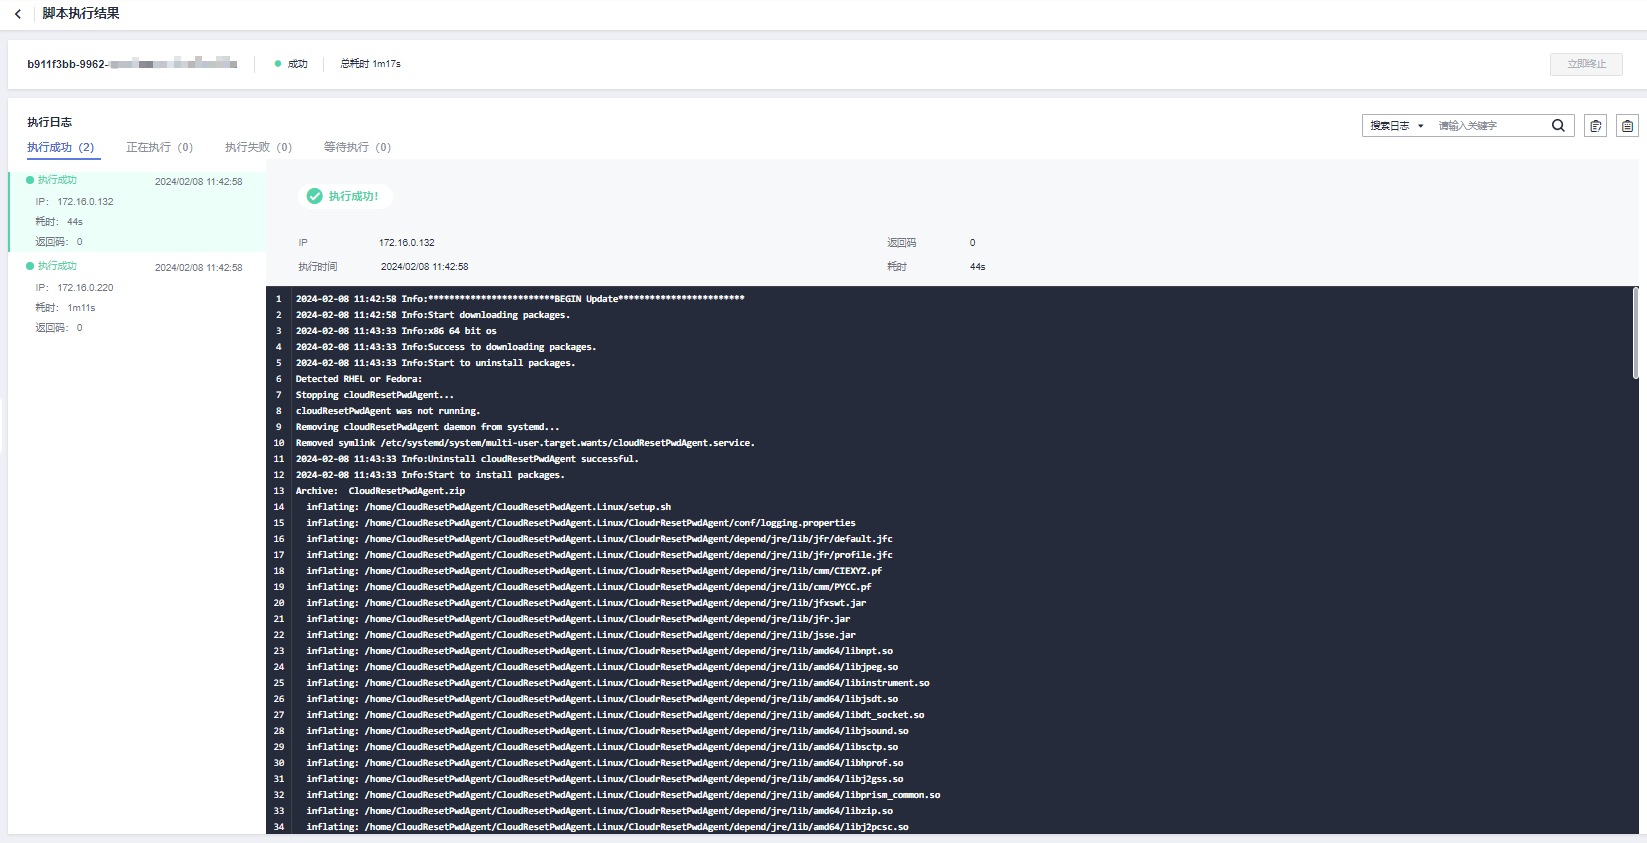 脚本执行结果
b911f3bb-9962-
成功
总耗时 1m17s
立即终止
执行日志
搜索日志
请输入关键字
执行成功（2）
正在执行（0）
执行失败（0）
等待执行（0）
执行成功
2024/02/08 11:42:58
IP： 172.16.0.132
耗时： 44s
返回码： 0
执行成功
2024/02/08 11:42:58
IP： 172.16.0.220
耗时： 1m11s
返回码： 0
执行成功!
IP 172.16.0.132
返回码 0
执行时间 2024/02/08 11:42:58
耗时 44s
1 2024-02-08 11:42:58 Info:************************BEGIN Update************************
2 2024-02-08 11:42:58 Info:Start downloading packages.
3 2024-02-08 11:43:33 Info:x86 64 bit os
4 2024-02-08 11:43:33 Info:Success to downloading packages.
5 2024-02-08 11:43:33 Info:Start to uninstall packages.
6 Detected RHEL or Fedora:
7 Stopping cloudResetPwdAgent...
8 cloudResetPwdAgent was not running.
9 Removing cloudResetPwdAgent daemon from systemd...
10 Removed symlink /etc/systemd/system/multi-user.target.wants/cloudResetPwdAgent.service.
11 2024-02-08 11:43:33 Info:Uninstall cloudResetPwdAgent successful.
12 2024-02-08 11:43:33 Info:Start to install packages.
13 Archive:  CloudResetPwdAgent.zip
14 inflating: /home/CloudResetPwdAgent/CloudResetPwdAgent.Linux/setup.sh
15 inflating: /home/CloudResetPwdAgent/CloudResetPwdAgent.Linux/CloudrResetPwdAgent/conf/logging.properties
16 inflating: /home/CloudResetPwdAgent/CloudResetPwdAgent.Linux/CloudrResetPwdAgent/depend/jre/lib/jfr/default.jfc
17 inflating: /home/CloudResetPwdAgent/CloudResetPwdAgent.Linux/CloudrResetPwdAgent/depend/jre/lib/jfr/profile.jfc
18 inflating: /home/CloudResetPwdAgent/CloudResetPwdAgent.Linux/CloudrResetPwdAgent/depend/jre/lib/cmm/CIEXYZ.pf
19 inflating: /home/CloudResetPwdAgent/CloudResetPwdAgent.Linux/CloudrResetPwdAgent/depend/jre/lib/cmm/PYCC.pf
20 inflating: /home/CloudResetPwdAgent/CloudResetPwdAgent.Linux/CloudrResetPwdAgent/depend/jre/lib/jfxswt.jar
21 inflating: /home/CloudResetPwdAgent/CloudResetPwdAgent.Linux/CloudrResetPwdAgent/depend/jre/lib/jfr.jar
22 inflating: /home/CloudResetPwdAgent/CloudResetPwdAgent.Linux/CloudrResetPwdAgent/depend/jre/lib/jsse.jar
23 inflating: /home/CloudResetPwdAgent/CloudResetPwdAgent.Linux/CloudrResetPwdAgent/depend/jre/lib/amd64/libnpt.so
24 inflating: /home/CloudResetPwdAgent/CloudResetPwdAgent.Linux/CloudrResetPwdAgent/depend/jre/lib/amd64/libjpeg.so
25 inflating: /home/CloudResetPwdAgent/CloudResetPwdAgent.Linux/CloudrResetPwdAgent/depend/jre/lib/amd64/libinstrument.so
26 inflating: /home/CloudResetPwdAgent/CloudResetPwdAgent.Linux/CloudrResetPwdAgent/depend/jre/lib/amd64/libjsdt.so
27 inflating: /home/CloudResetPwdAgent/CloudResetPwdAgent.Linux/CloudrResetPwdAgent/depend/jre/lib/amd64/libdt_socket.so
28 inflating: /home/CloudResetPwdAgent/CloudResetPwdAgent.Linux/CloudrResetPwdAgent/depend/jre/lib/amd64/libjsound.so
29 inflating: /home/CloudResetPwdAgent/CloudResetPwdAgent.Linux/CloudrResetPwdAgent/depend/jre/lib/amd64/libsctp.so
30 inflating: /home/CloudResetPwdAgent/CloudResetPwdAgent.Linux/CloudrResetPwdAgent/depend/jre/lib/amd64/libhprof.so
31 inflating: /home/CloudResetPwdAgent/CloudResetPwdAgent.Linux/CloudrResetPwdAgent/depend/jre/lib/amd64/libj2gss.so
32 inflating: /home/CloudResetPwdAgent/CloudResetPwdAgent.Linux/CloudrResetPwdAgent/depend/jre/lib/amd64/libprism_common.so
33 inflating: /home/CloudResetPwdAgent/CloudResetPwdAgent.Linux/CloudrResetPwdAgent/depend/jre/lib/amd64/libzip.so
34 inflating: /home/CloudResetPwdAgent/CloudResetPwdAgent.Linux/CloudrResetPwdAgent/depend/jre/lib/amd64/libj2pcsc.so